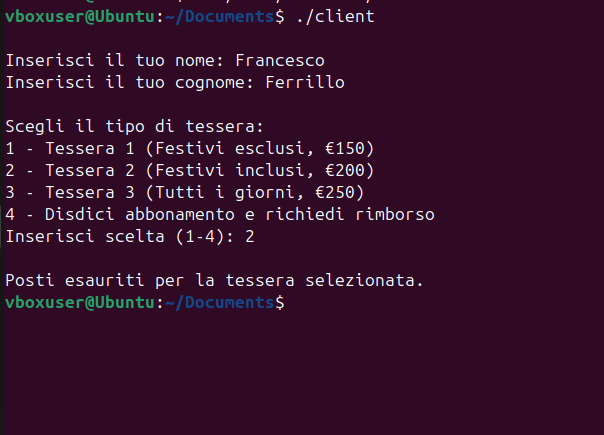 vboxuser@Ubuntu:~/Documents$ ./client
Inserisci il tuo nome: Francesco
Inserisci il tuo cognome: Ferrillo
Scegli il tipo di tessera:
1 - Tessera 1 (Festivi esclusi, €150)
2 - Tessera 2 (Festivi inclusi, €200)
3 - Tessera 3 (Tutti i giorni, €250)
4 - Disdici abbonamento e richiedi rimborso
Inserisci scelta (1-4): 2
Posti esauriti per la tessera selezionata.
vboxuser@Ubuntu:~/Documents$